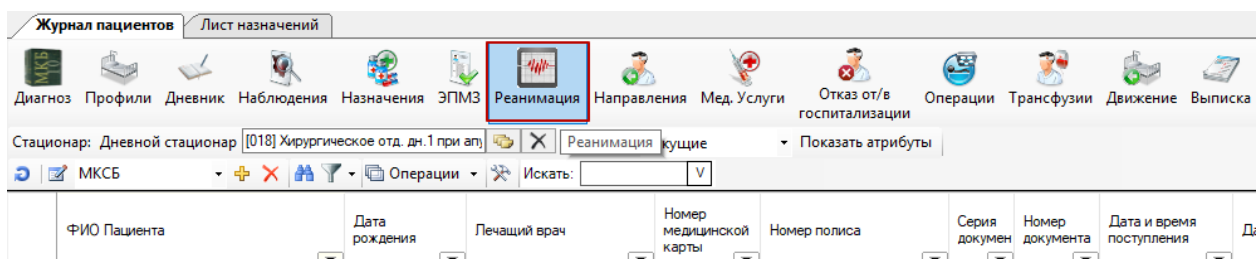 Журнал пациентов Лист назначений
МКБ 10
Диагноз Профили Дневник Наблюдения Назначения ЭПМЗ Реанимация Направления Мед. Услуги Отказ от/в госпитализации Операции Трансфузии Движение Выписка
Стационар: Дневной стационар [018] Хирургическое отд. дн.1 при апу Реанимация кущие Показать атрибуты
МКСБ Операции Искать: V
ФИО Пациента Дата рождения Лечащий врач Номер медицинской карты Номер полиса Серия докумен Номер документа Дата и время поступления Да